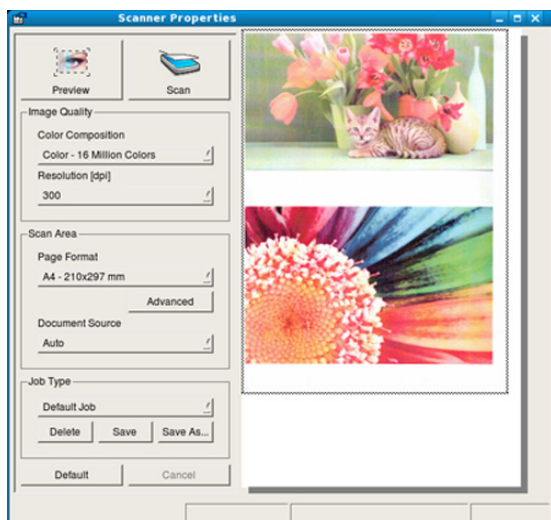 Scanner Properties
Preview
Scan
Image Quality
Color Composition
Color - 16 Million Colors
Resolution [dpi]
300
Scan Area
Page Format
A4 - 210x297 mm
Advanced
Document Source
Auto
Job Type
Default Job
Delete
Save
Save As...
Default
Cancel